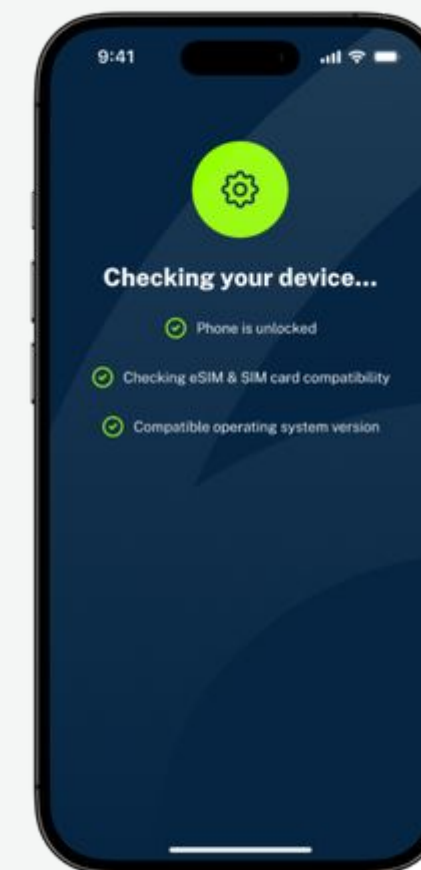 9:41
Checking your device...
Phone is unlocked
Checking eSIM & SIM card compatibility
Compatible operating system version